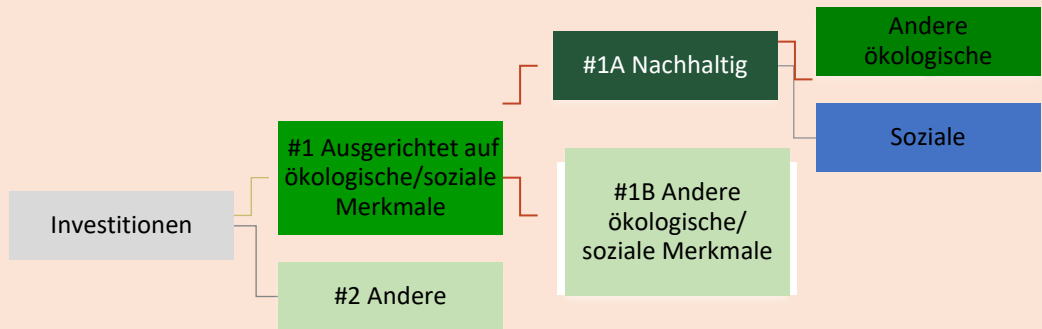 Investitionen
#1 Ausgerichtet auf
ökologische/soziale
Merkmale
#2 Andere
#1A Nachhaltig
#1B Andere
ökologische/
soziale Merkmale
Andere
ökologische
Soziale